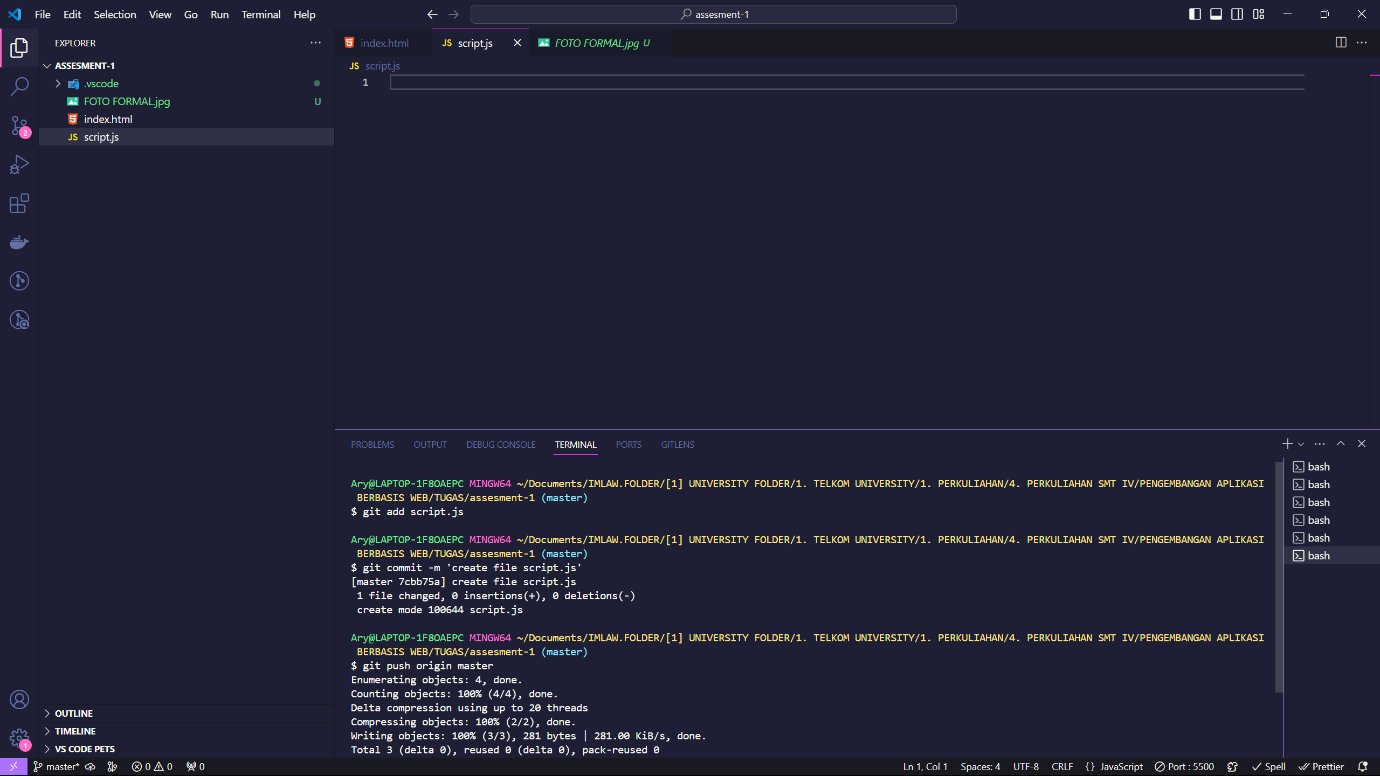 File Edit Selection View Go Run Terminal Help
assesment-1
EXPLORER
ASSESMENT-1
.vscode
FOTO FORMAL.jpg U
index.html
JS script.js
2
index.html
JS script.js
FOTO FORMAL.jpg U
JS script.js
1
PROBLEMS OUTPUT DEBUG CONSOLE TERMINAL PORTS GITLENS
Ary@LAPTOP-1F8OAEPC MINGW64 ~/Documents/IMLAW.FOLDER/[1] UNIVERSITY FOLDER/1. TELKOM UNIVERSITY/1. PERKULIAHAN/4. PERKULIAHAN SMT IV/PENGEMBANGAN APLIKASI
BERBASIS WEB/TUGAS/assesment-1 (master)
$ git add script.js
Ary@LAPTOP-1F8OAEPC MINGW64 ~/Documents/IMLAW.FOLDER/[1] UNIVERSITY FOLDER/1. TELKOM UNIVERSITY/1. PERKULIAHAN/4. PERKULIAHAN SMT IV/PENGEMBANGAN APLIKASI
BERBASIS WEB/TUGAS/assesment-1 (master)
$ git commit -m 'create file script.js'
[master 7cbb75a] create file script.js
1 file changed, 0 insertions(+), 0 deletions(-)
create mode 100644 script.js
Ary@LAPTOP-1F8OAEPC MINGW64 ~/Documents/IMLAW.FOLDER/[1] UNIVERSITY FOLDER/1. TELKOM UNIVERSITY/1. PERKULIAHAN/4. PERKULIAHAN SMT IV/PENGEMBANGAN APLIKASI
BERBASIS WEB/TUGAS/assesment-1 (master)
$ git push origin master
Enumerating objects: 4, done.
Counting objects: 100% (4/4), done.
Delta compression using up to 20 threads
Compressing objects: 100% (2/2), done.
Writing objects: 100% (3/3), 281 bytes | 281.00 KiB/s, done.
Total 3 (delta 0), reused 0 (delta 0), pack-reused 0
bash
bash
bash
bash
bash
bash
OUTLINE
TIMELINE
VS CODE PETS
1
master* 0 0 0
Ln 1, Col 1 Spaces: 4 UTF-8 CRLF {} JavaScript Port : 5500 Spell Prettier